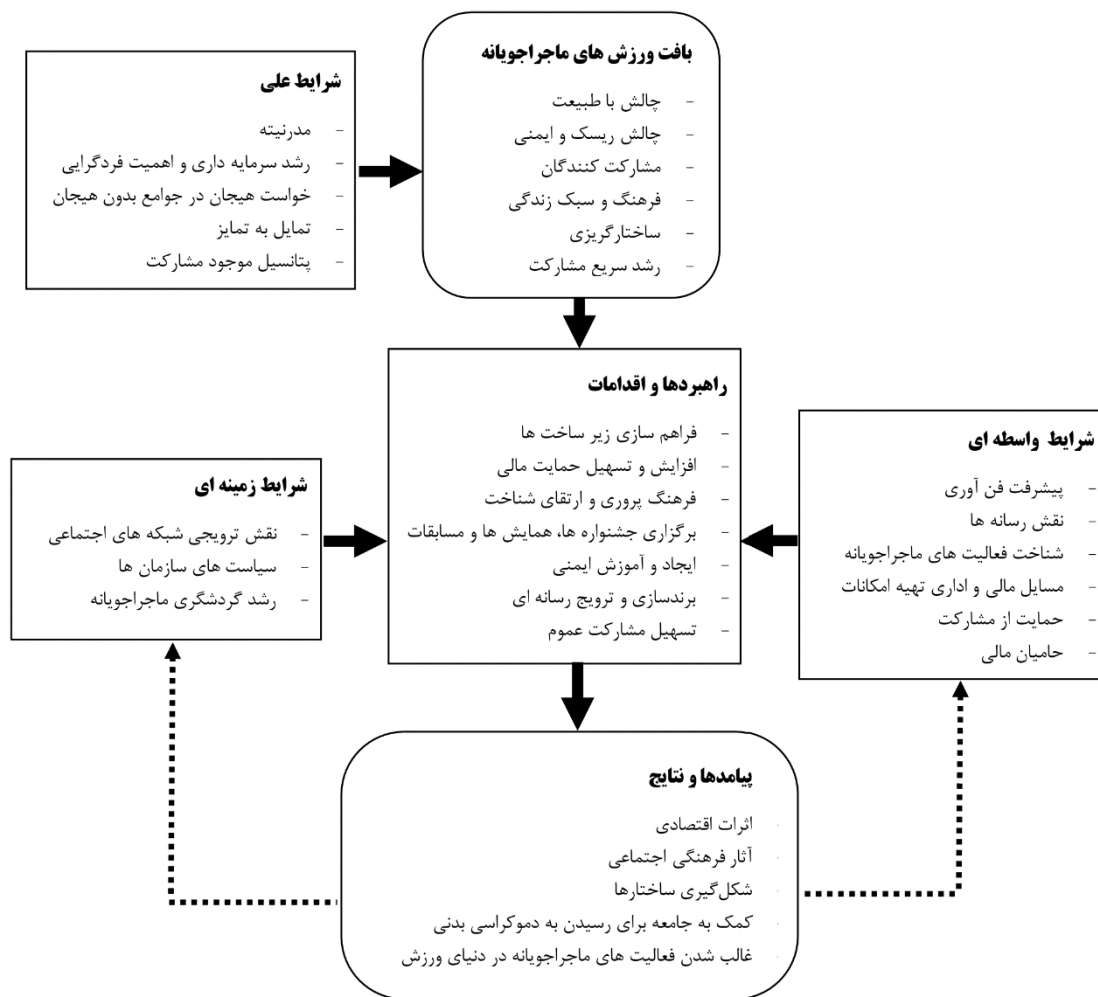 بافت ورزش های ماجراجویانه
- چالش با طبیعت
- چالش ریسک و ایمنی
- مشارکت کنندگان
- فرهنگ و سبک زندگی
- ساختارگریزی
- رشد سریع مشارکت
شرایط علی
- مدرنیته
- رشد سرمایه داری و اهمیت فردگرایی
- خواست هیجان در جوامع بدون هیجان
- تمایل به تمایز
- پتانسیل موجود مشارکت
راهبردها و اقدامات
- فراهم سازی زیر ساخت ها
- افزایش و تسهیل حمایت مالی
- فرهنگ پروری و ارتقای شناخت
- برگزاری جشنواره ها، همایش ها و مسابقات
- ایجاد و آموزش ایمنی
- برندسازی و ترویج رسانه ای
- تسهیل مشارکت عموم
شرایط واسطه ای
- پیشرفت فن آوری
- نقش رسانه ها
- شناخت فعالیت های ماجراجویانه
- مسایل مالی و اداری تهیه امکانات
- حمایت از مشارکت
- حامیان مالی
شرایط زمینه ای
- نقش ترویجی شبکه های اجتماعی
- سیاست های سازمان ها
- رشد گردشگری ماجراجویانه
پیامدها و نتایج
اثرات اقتصادی
آثار فرهنگی اجتماعی
شکل‌گیری ساختارها
کمک به جامعه برای رسیدن به دموکراسی بدنی
غالب شدن فعالیت های ماجراجویانه در دنیای ورزش